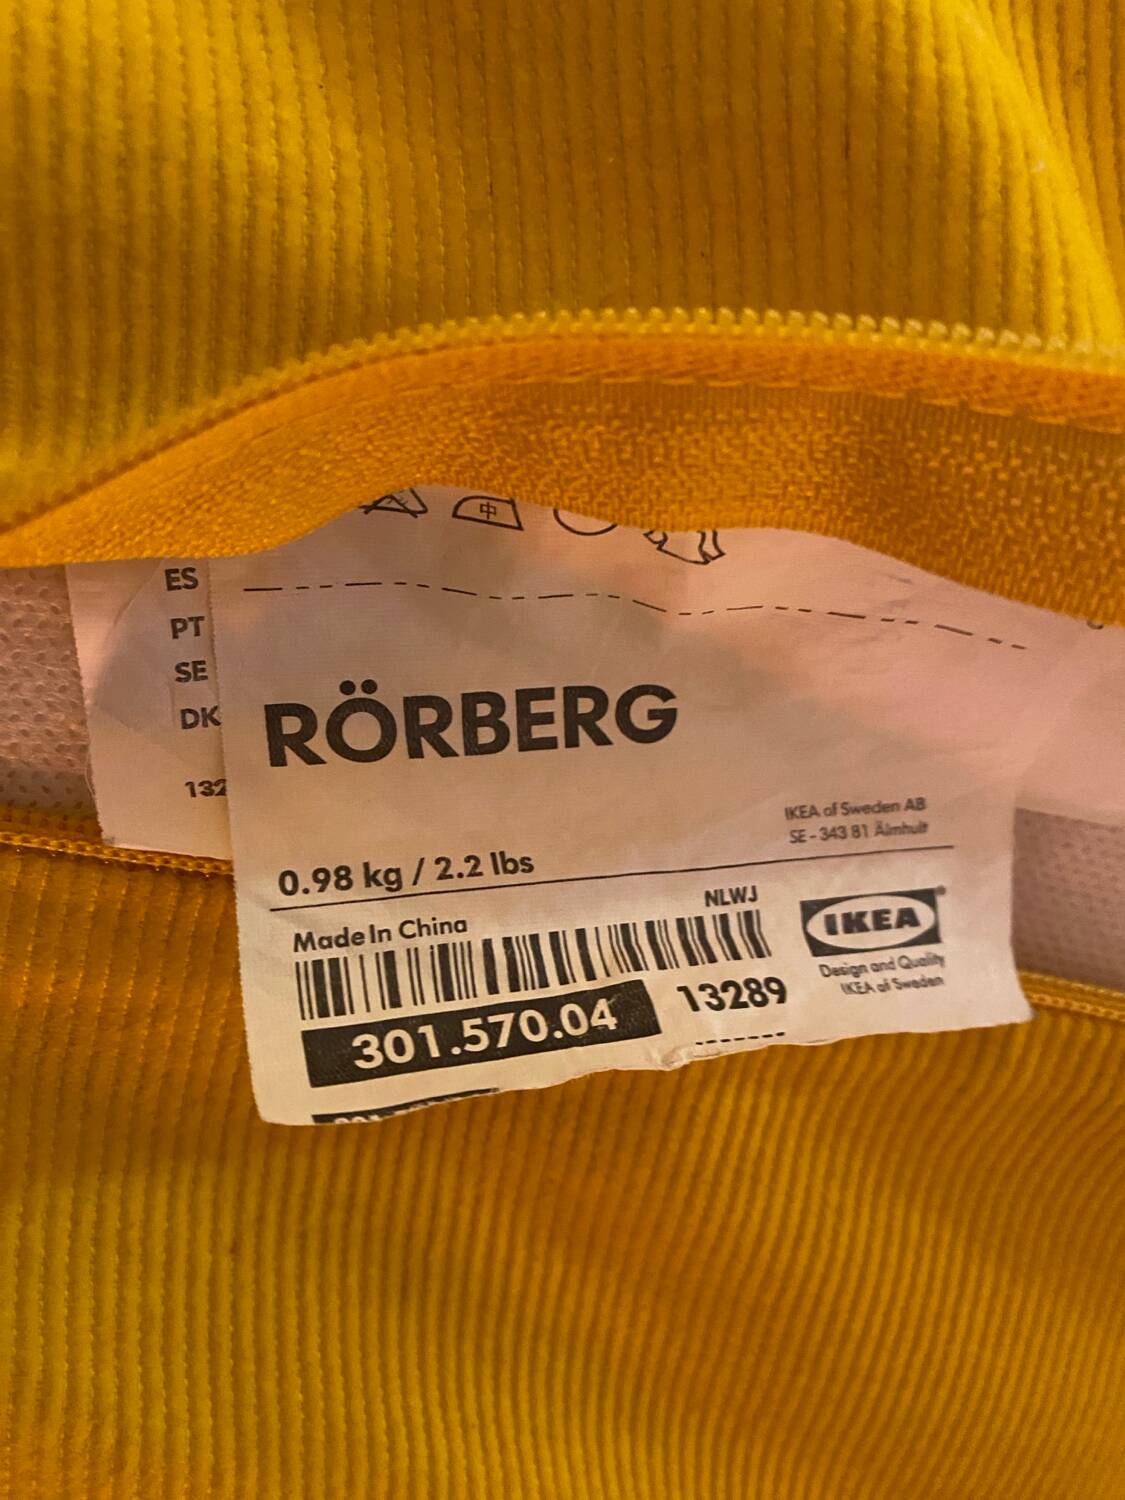 ES
PT
SE
DK
132
RÖRBERG
IKEA of Sweden AB
SE - 343 81 Älmhult
0.98 kg / 2.2 lbs
Made In China
NLWJ
301.570.04
13289
IKEA
Design and Quality
IKEA of Sweden
中